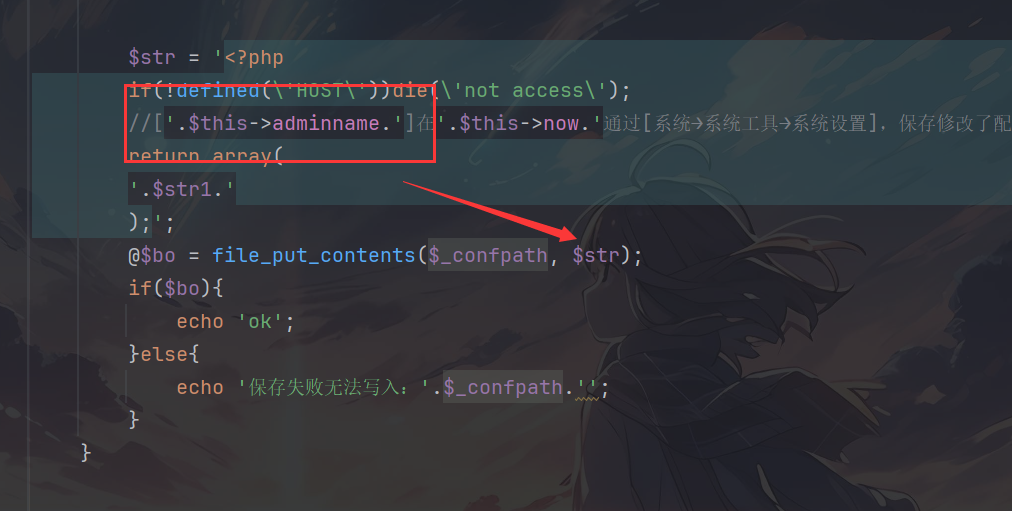 $str = '<?php
if(!defined(\'HOST\'))die(\'not access\');
//['.$this->adminname.']在'.$this->now.'通过[系统→系统工具→系统设置]，保存修改了配
return array(
'.$str1.'
);';
@$bo = file_put_contents($_confpath, $str);
if($bo){
echo 'ok';
}else{
echo '保存失败无法写入：'.$_confpath.'';
}
}